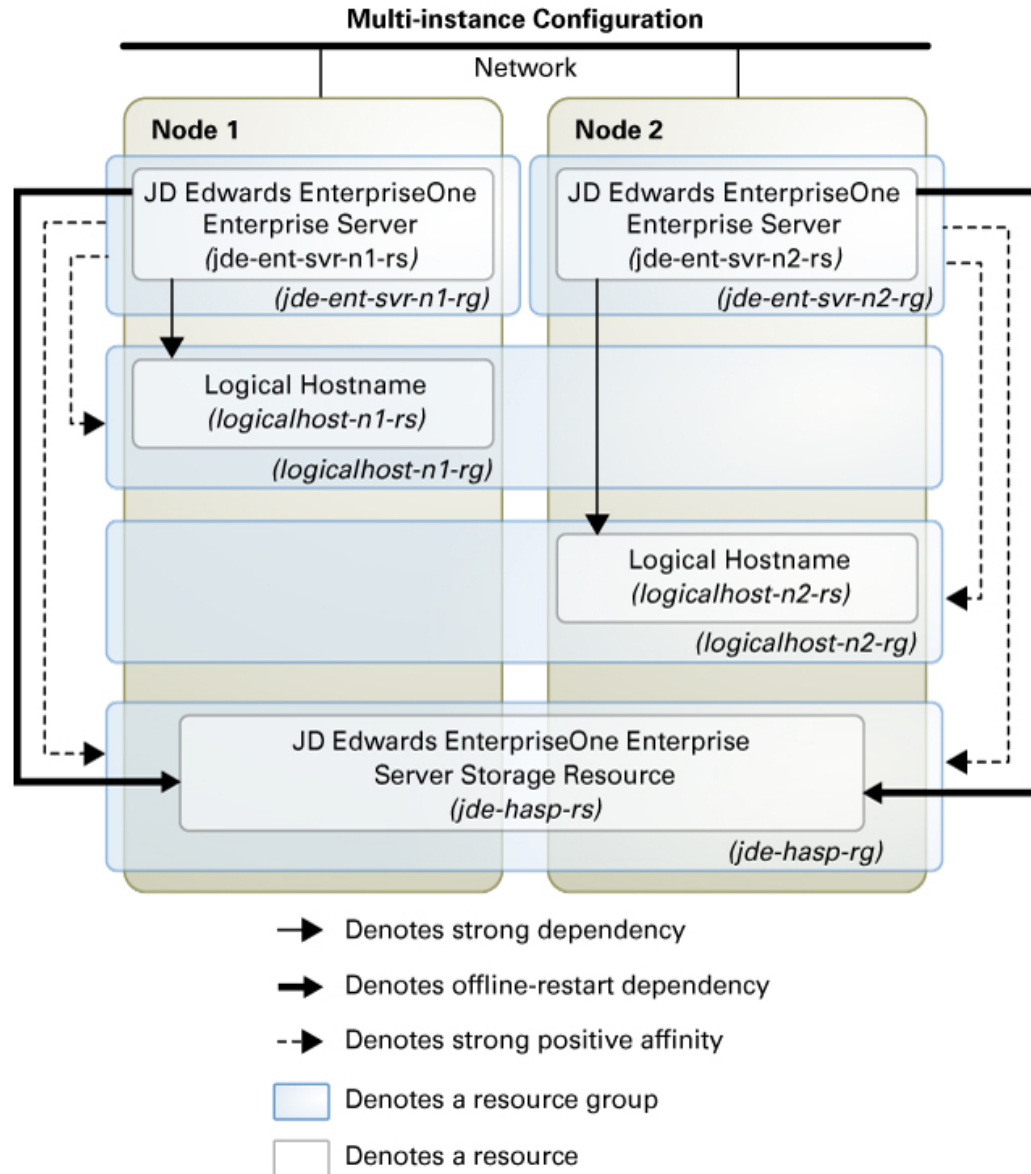 Multi-instance Configuration
Network
Node 1
JD Edwards EnterpriseOne
Enterprise Server
(jde-ent-svr-n1-rs)
(jde-ent-svr-n1-rg)
Node 2
JD Edwards EnterpriseOne
Enterprise Server
(jde-ent-svr-n2-rs)
(jde-ent-svr-n2-rg)
Logical Hostname
(logicalhost-n1-rs)
(logicalhost-n1-rg)
Logical Hostname
(logicalhost-n2-rs)
(logicalhost-n2-rg)
JD Edwards EnterpriseOne Enterprise
Server Storage Resource
(jde-hasp-rs)
(jde-hasp-rg)
Denotes strong dependency
Denotes offline-restart dependency
Denotes strong positive affinity
Denotes a resource group
Denotes a resource